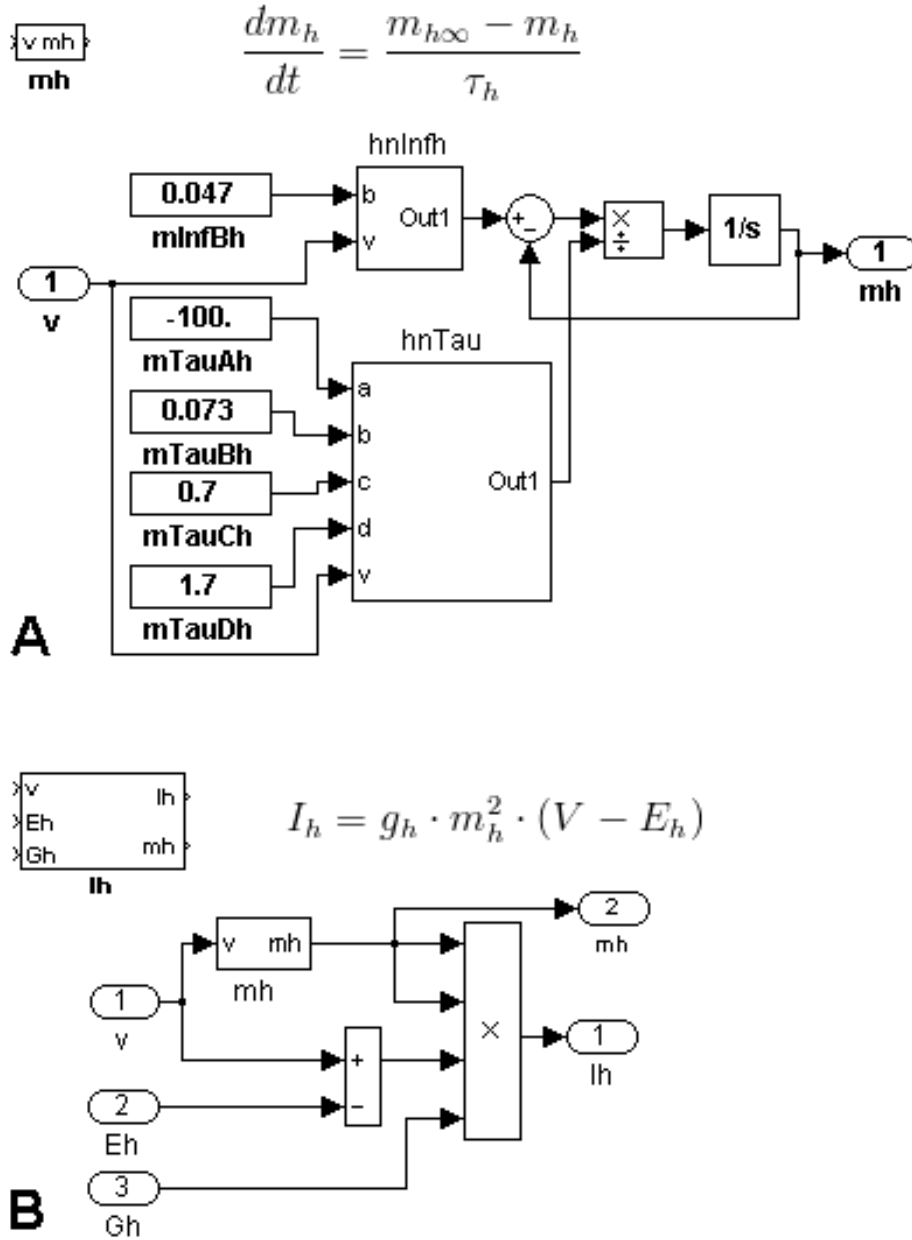 v mh
mh
dm_h/dt = (m_{h∞} − m_h)/τ_h
hnInfh
0.047
mInfBh
b
v
Out1
+
−
×
÷
1/s
1
mh
1
v
-100.
mTauAh
hnTau
0.073
mTauBh
0.7
mTauCh
1.7
mTauDh
a
b
c
d
v
Out1
A
v
Eh
Gh
Ih
mh
Ih
I_h = g_h · m_h^2 · (V − E_h)
2
mh
v mh
mh
1
v
+
−
×
1
Ih
2
Eh
3
Gh
B